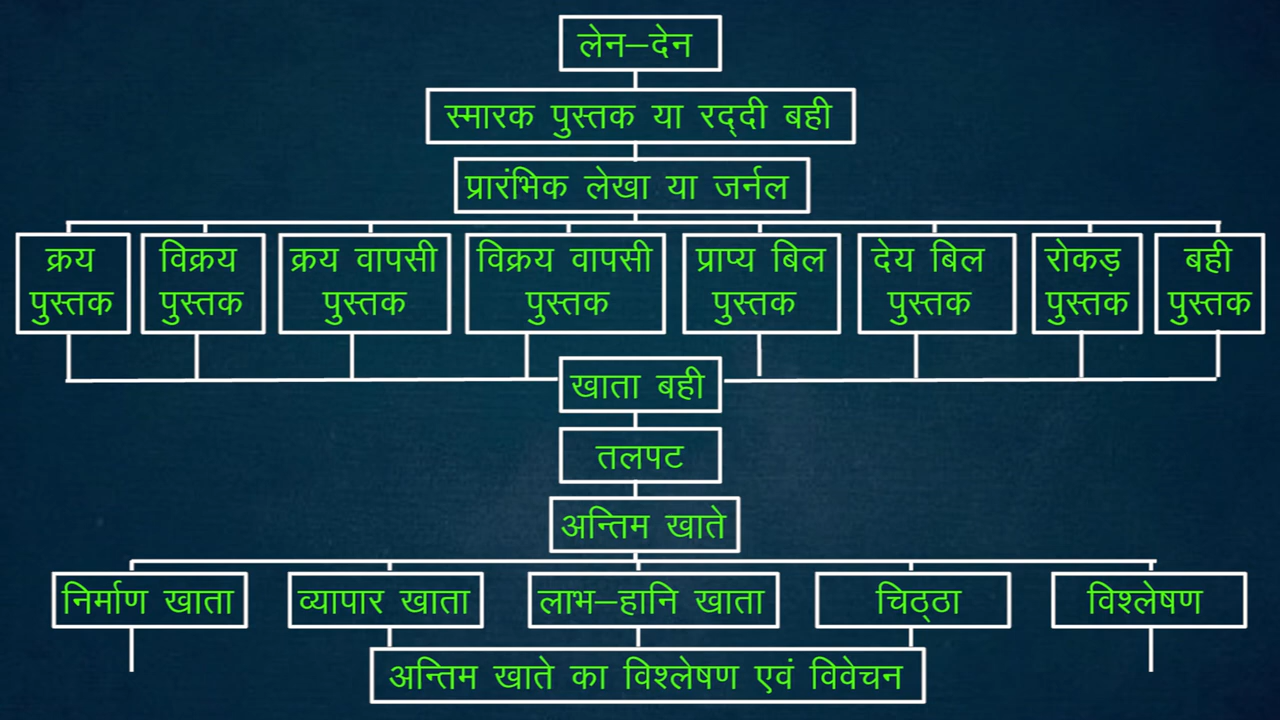 लेन–देन
स्मारक पुस्तक या रद्दी बही
प्रारंभिक लेखा या जर्नल
क्रय
पुस्तक
विक्रय
पुस्तक
क्रय वापसी
पुस्तक
विक्रय वापसी
पुस्तक
प्राप्य बिल
पुस्तक
देय बिल
पुस्तक
रोकड़
पुस्तक
बही
पुस्तक
खाता बही
तलपट
अन्तिम खाते
निर्माण खाता
व्यापार खाता
लाभ–हानि खाता
चिठ्ठा
विश्लेषण
अन्तिम खाते का विश्लेषण एवं विवेचन